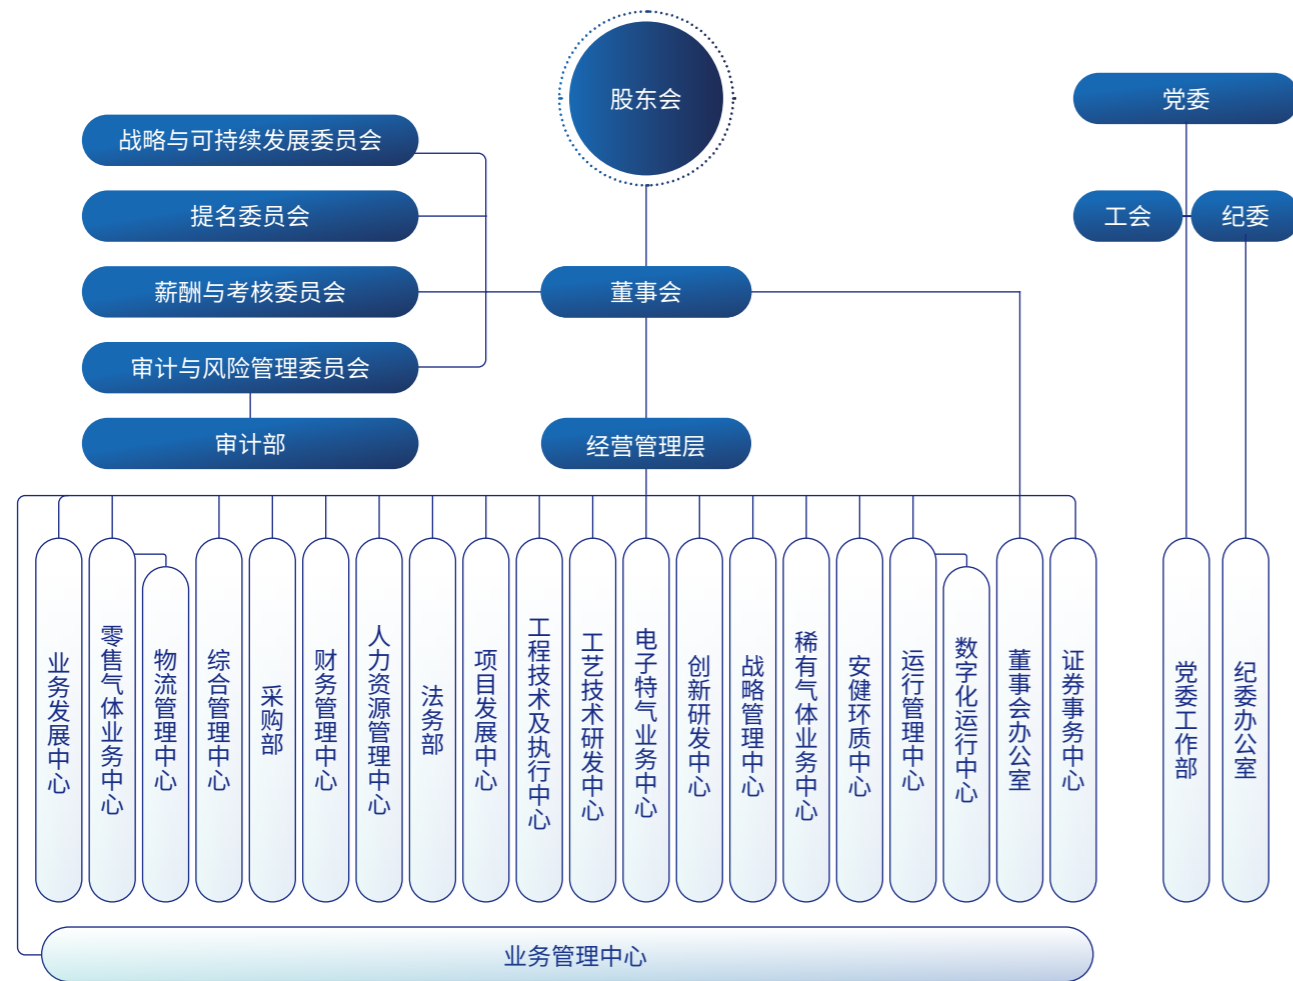 股东会
党委
战略与可持续发展委员会
提名委员会
工会
纪委
薪酬与考核委员会
董事会
审计与风险管理委员会
审计部
经营管理层
业务发展中心
零售气体业务中心
物流管理中心
综合管理中心
采购部
财务管理中心
人力资源管理中心
法务部
项目发展中心
工程技术及执行中心
工艺技术研发中心
电子特气业务中心
创新研发中心
战略管理中心
稀有气体业务中心
安健环质中心
运行管理中心
数字化运行中心
董事会办公室
证券事务中心
党委工作部
纪委办公室
业务管理中心